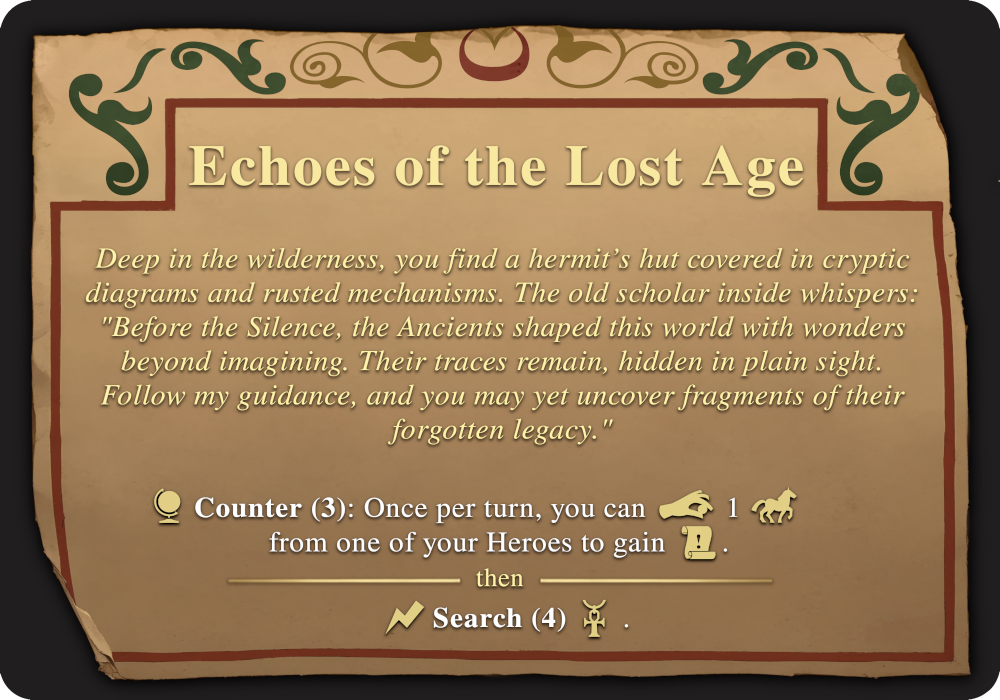 Echoes of the Lost Age
Deep in the wilderness, you find a hermit’s hut covered in cryptic
diagrams and rusted mechanisms. The old scholar inside whispers:
"Before the Silence, the Ancients shaped this world with wonders
beyond imagining. Their traces remain, hidden in plain sight.
Follow my guidance, and you may yet uncover fragments of their
forgotten legacy."
Counter (3): Once per turn, you can 1
from one of your Heroes to gain .
then
Search (4) .